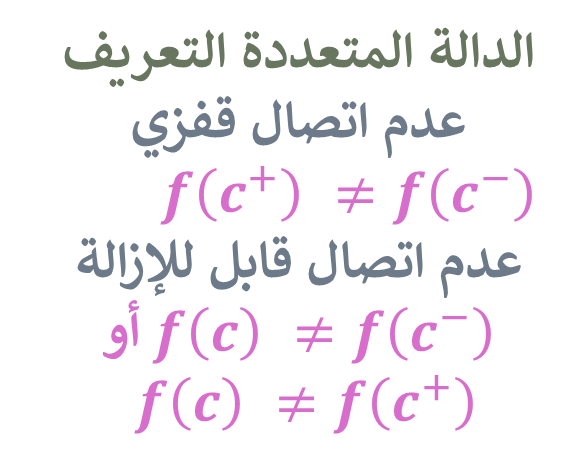 الدالة المتعددة التعريف
عدم اتصال قفزي
f(c⁺) ≠ f(c⁻)
عدم اتصال قابل للإزالة
f(c) ≠ f(c⁻) أو
f(c) ≠ f(c⁺)